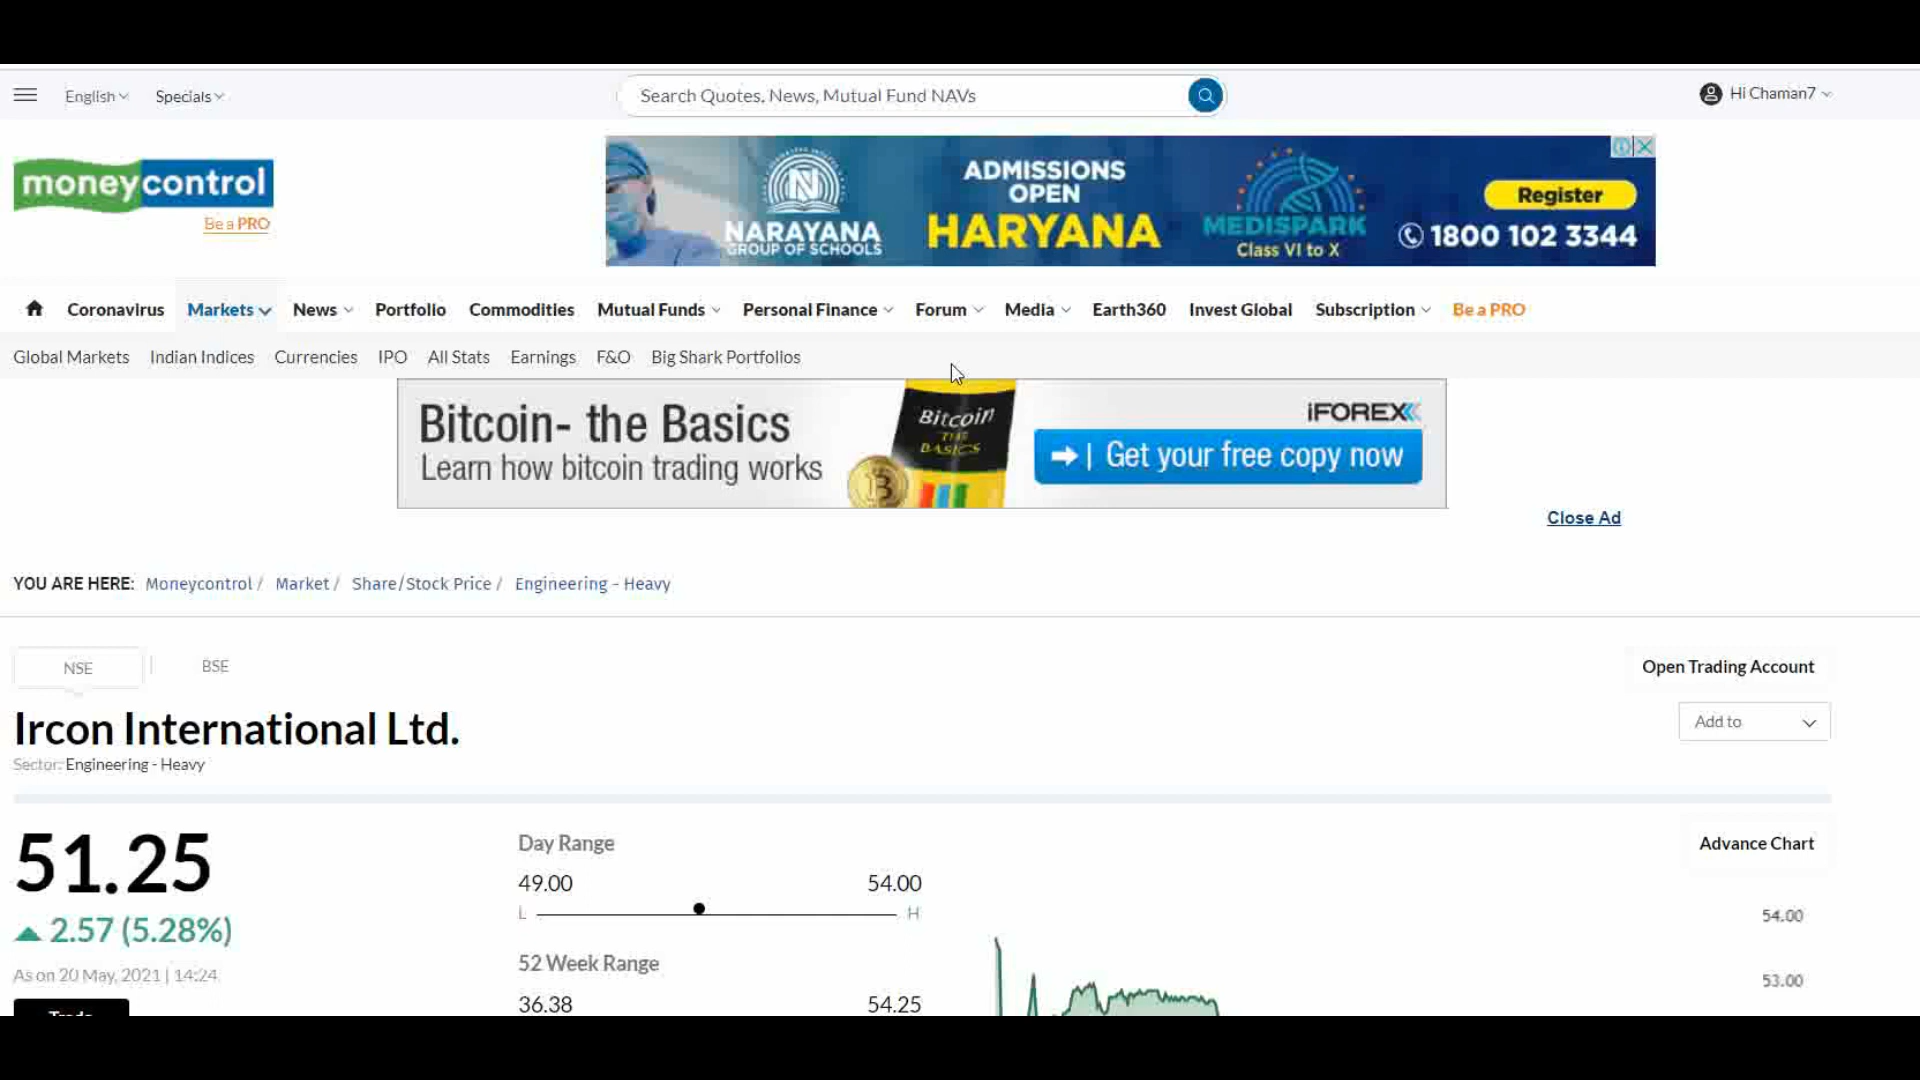 English
Specials
Search Quotes, News, Mutual Fund NAVs
Hi Chaman7
moneycontrol
Be a PRO
N
NARAYANA
GROUP OF SCHOOLS
ADMISSIONS
OPEN
HARYANA
MEDISPARK
Class VI to X
Register
1800 102 3344
Coronavirus Markets News Portfolio Commodities Mutual Funds Personal Finance Forum Media Earth360 Invest Global Subscription Be a PRO
Global Markets Indian Indices Currencies IPO All Stats Earnings F&O Big Shark Portfolios
Bitcoin- the Basics
Learn how bitcoin trading works
Bitcoin
THE
BASICS
B
iFOREX
Get your free copy now
Close Ad
YOU ARE HERE: Moneycontrol / Market / Share/Stock Price / Engineering - Heavy
NSE
BSE
Open Trading Account
Ircon International Ltd.
Add to
Sector: Engineering - Heavy
51.25
2.57 (5.28%)
As on 20 May, 2021 | 14:24
Trade
Day Range
49.00 54.00
L H
52 Week Range
36.38 54.25
Advance Chart
54.00
53.00